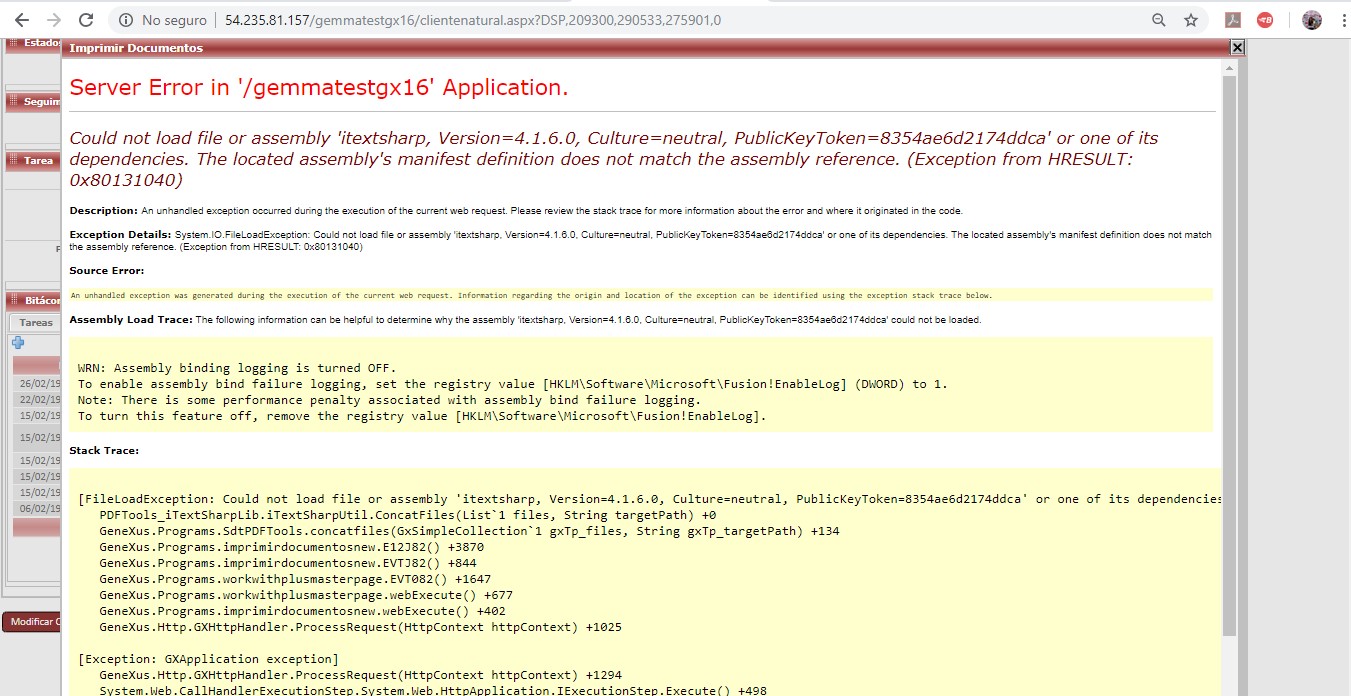 No seguro
54.235.81.157/gemmatestgx16/clientenatural.aspx?DSP,209300,290533,275901,0
Estados
Imprimir Documentos
Server Error in '/gemmatestgx16' Application.
Seguim
Could not load file or assembly 'itextsharp, Version=4.1.6.0, Culture=neutral, PublicKeyToken=8354ae6d2174ddca' or one of its
dependencies. The located assembly's manifest definition does not match the assembly reference. (Exception from HRESULT:
0x80131040)
Tarea
Description: An unhandled exception occurred during the execution of the current web request. Please review the stack trace for more information about the error and where it originated in the code.
Exception Details: System.IO.FileLoadException: Could not load file or assembly 'itextsharp, Version=4.1.6.0, Culture=neutral, PublicKeyToken=8354ae6d2174ddca' or one of its dependencies. The located assembly's manifest definition does not match
the assembly reference. (Exception from HRESULT: 0x80131040)
Source Error:
An unhandled exception was generated during the execution of the current web request. Information regarding the origin and location of the exception can be identified using the exception stack trace below.
Bitácor
Tareas
Assembly Load Trace: The following information can be helpful to determine why the assembly 'itextsharp, Version=4.1.6.0, Culture=neutral, PublicKeyToken=8354ae6d2174ddca' could not be loaded.
WRN: Assembly binding logging is turned OFF.
To enable assembly bind failure logging, set the registry value [HKLM\Software\Microsoft\Fusion!EnableLog] (DWORD) to 1.
Note: There is some performance penalty associated with assembly bind failure logging.
To turn this feature off, remove the registry value [HKLM\Software\Microsoft\Fusion!EnableLog].
26/02/19
22/02/19
15/02/19
15/02/19
15/02/19
15/02/19
15/02/19
06/02/19
Stack Trace:
[FileLoadException: Could not load file or assembly 'itextsharp, Version=4.1.6.0, Culture=neutral, PublicKeyToken=8354ae6d2174ddca' or one of its dependencies
PDFTools_iTextSharpLib.iTextSharpUtil.ConcatFiles(List`1 files, String targetPath) +0
GeneXus.Programs.SdtPDFTools.concatfiles(GxSimpleCollection`1 gxTp_files, String gxTp_targetPath) +134
GeneXus.Programs.imprimirdocumentosnew.E12J82() +3870
GeneXus.Programs.imprimirdocumentosnew.EVTJ82() +844
GeneXus.Programs.workwithplusmasterpage.EVT082() +1647
GeneXus.Programs.workwithplusmasterpage.webExecute() +677
GeneXus.Programs.imprimirdocumentosnew.webExecute() +402
GeneXus.Http.GXHttpHandler.ProcessRequest(HttpContext httpContext) +1025
Modificar
[Exception: GXApplication exception]
GeneXus.Http.GXHttpHandler.ProcessRequest(HttpContext httpContext) +1294
System.Web.CallHandlerExecutionStep.System.Web.HttpApplication.IExecutionStep.Execute() +498